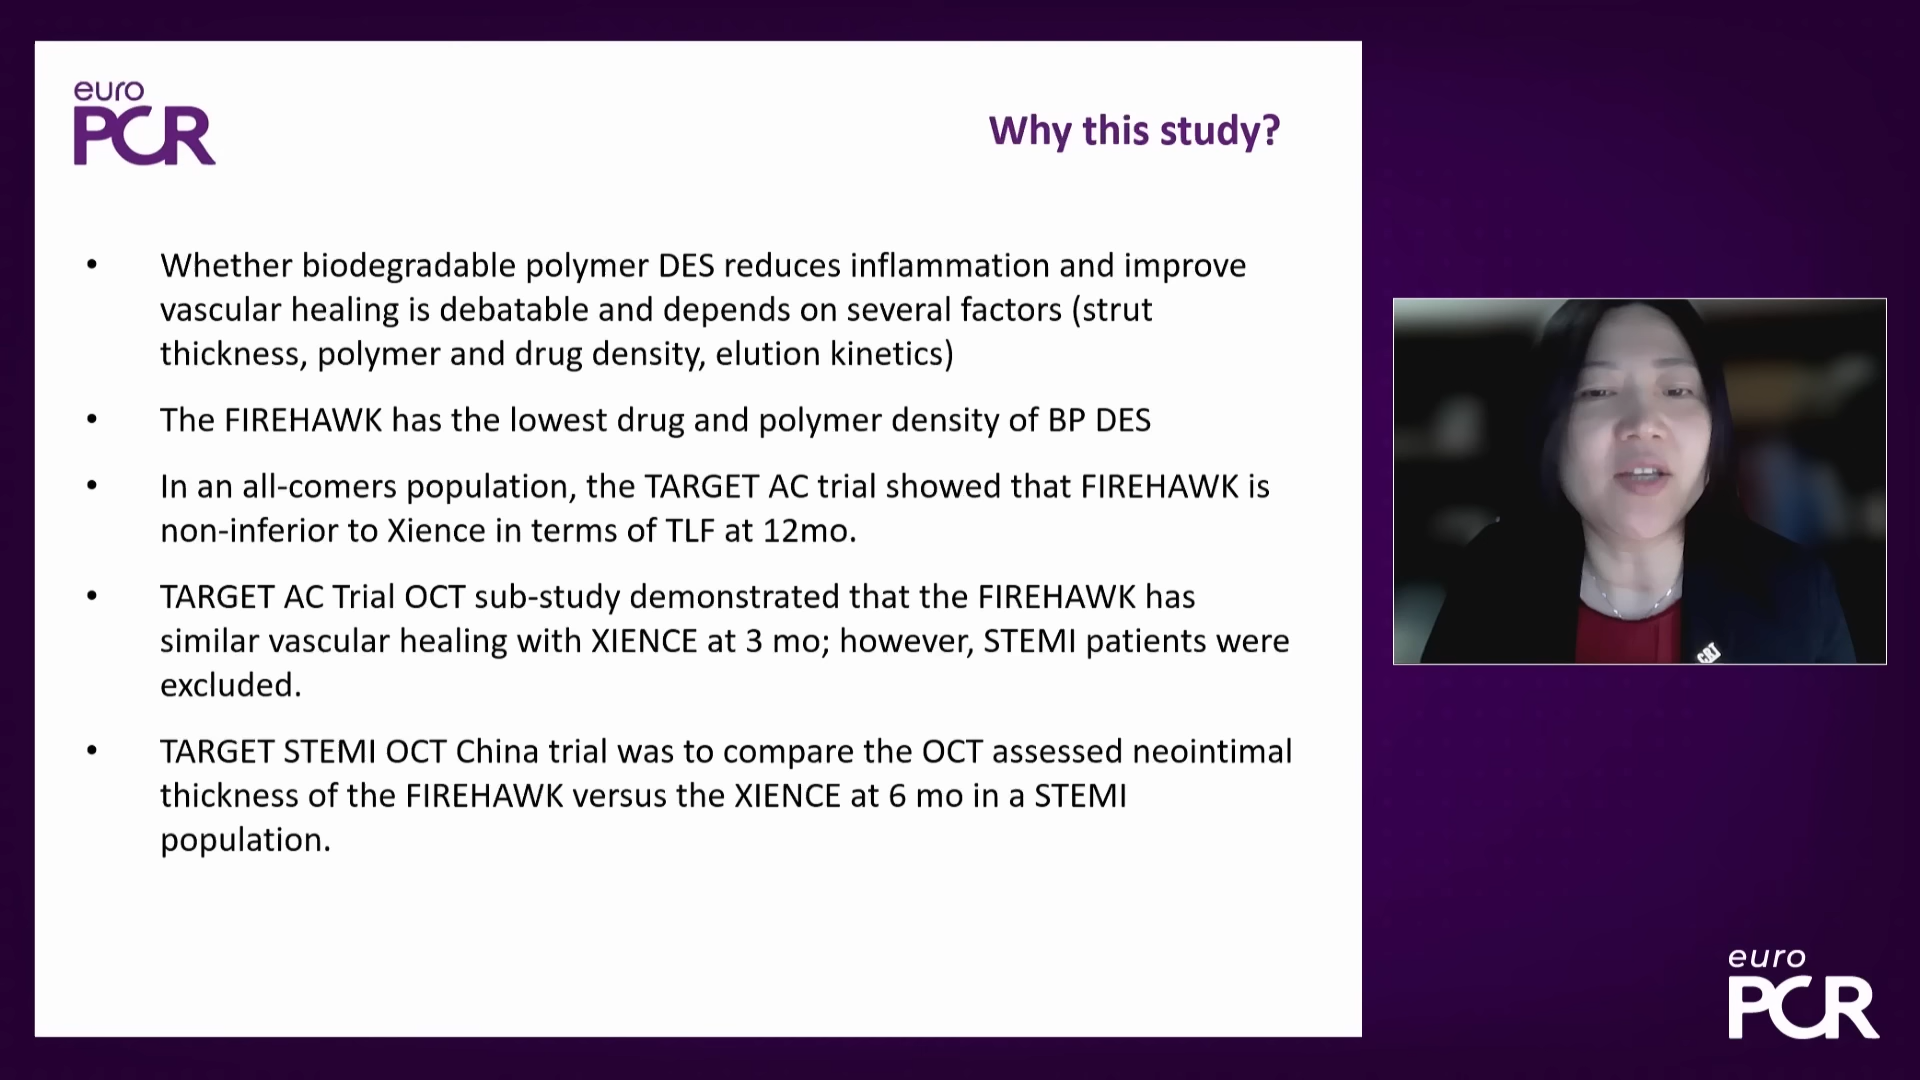 euro
PCR
Why this study?
• Whether biodegradable polymer DES reduces inflammation and improve
vascular healing is debatable and depends on several factors (strut
thickness, polymer and drug density, elution kinetics)
• The FIREHAWK has the lowest drug and polymer density of BP DES
• In an all-comers population, the TARGET AC trial showed that FIREHAWK is
non-inferior to Xience in terms of TLF at 12mo.
• TARGET AC Trial OCT sub-study demonstrated that the FIREHAWK has
similar vascular healing with XIENCE at 3 mo; however, STEMI patients were
excluded.
• TARGET STEMI OCT China trial was to compare the OCT assessed neointimal
thickness of the FIREHAWK versus the XIENCE at 6 mo in a STEMI
population.
CRT
euro
PCR